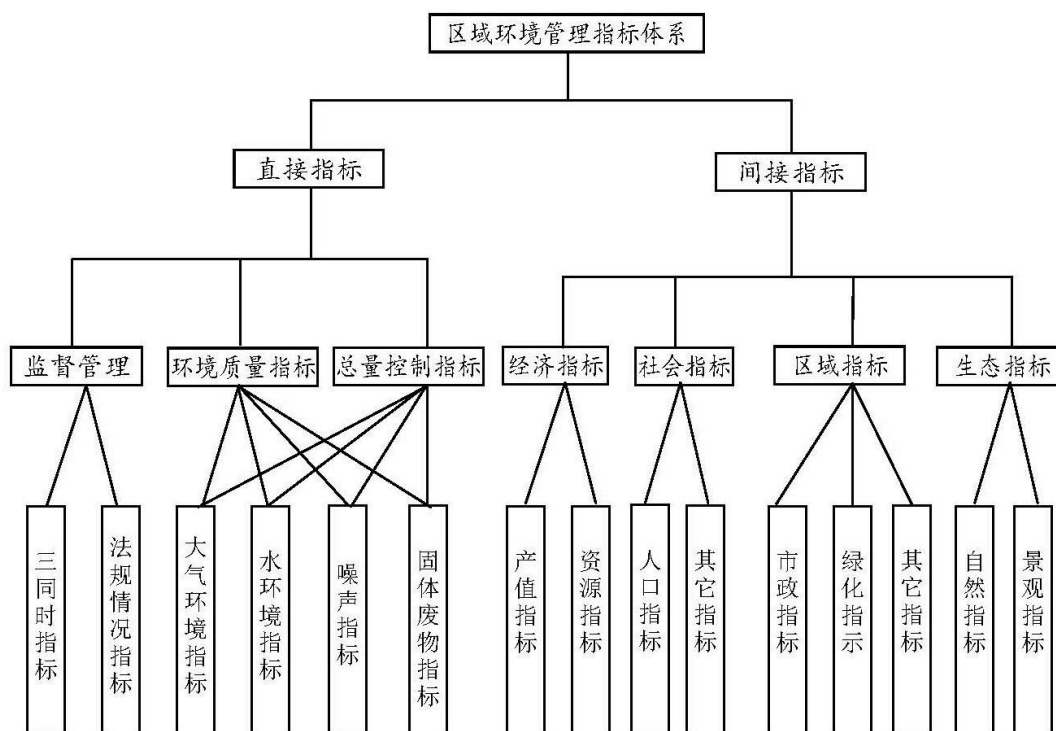 区域环境管理指标体系
直接指标
间接指标
监督管理
环境质量指标
总量控制指标
经济指标
社会指标
区域指标
生态指标
三同时指标
法规情况指标
大气环境指标
水环境指标
噪声指标
固体废物指标
产值指标
资源指标
人口指标
其它指标
市政指标
绿化指示
其它指标
自然指标
景观指标